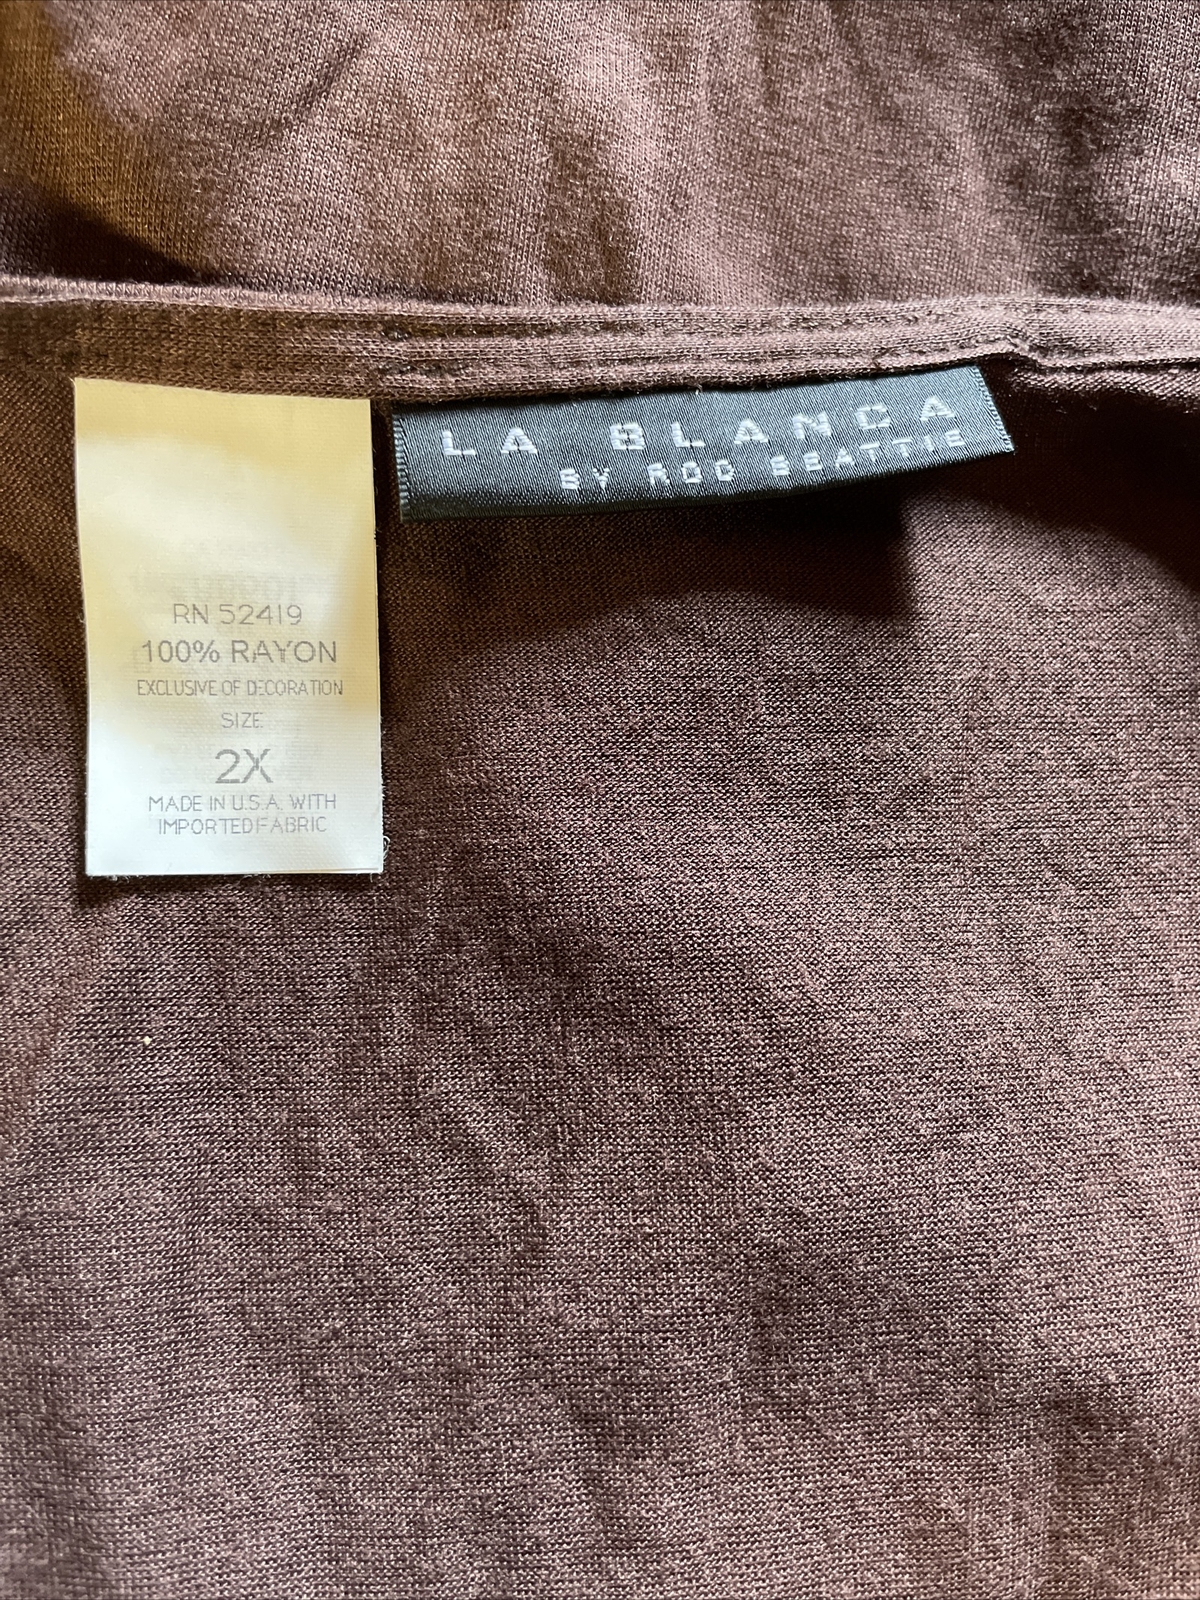 LA BLANCA
BY ROD BEATTIE
RN 52419
100% RAYON
EXCLUSIVE OF DECORATION
SIZE
2X
MADE IN U.S.A. WITH
IMPORTED FABRIC